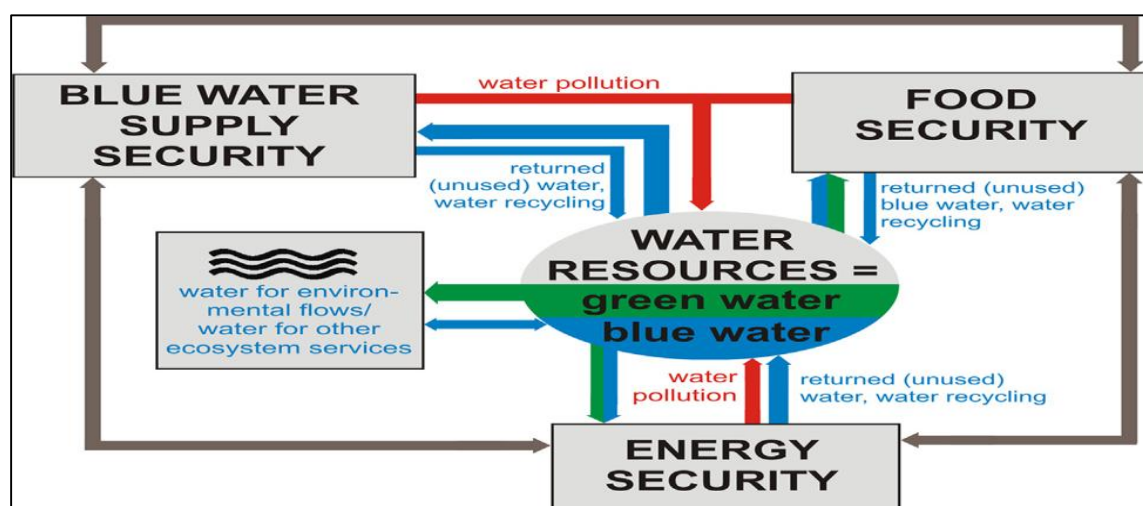 BLUE WATER
SUPPLY
SECURITY
water pollution
FOOD
SECURITY
returned
(unused) water,
water recycling
returned (unused)
blue water, water
recycling
WATER
RESOURCES =
green water
blue water
water for environ-
mental flows/
water for other
ecosystem services
water
pollution
returned (unused)
water, water recycling
ENERGY
SECURITY